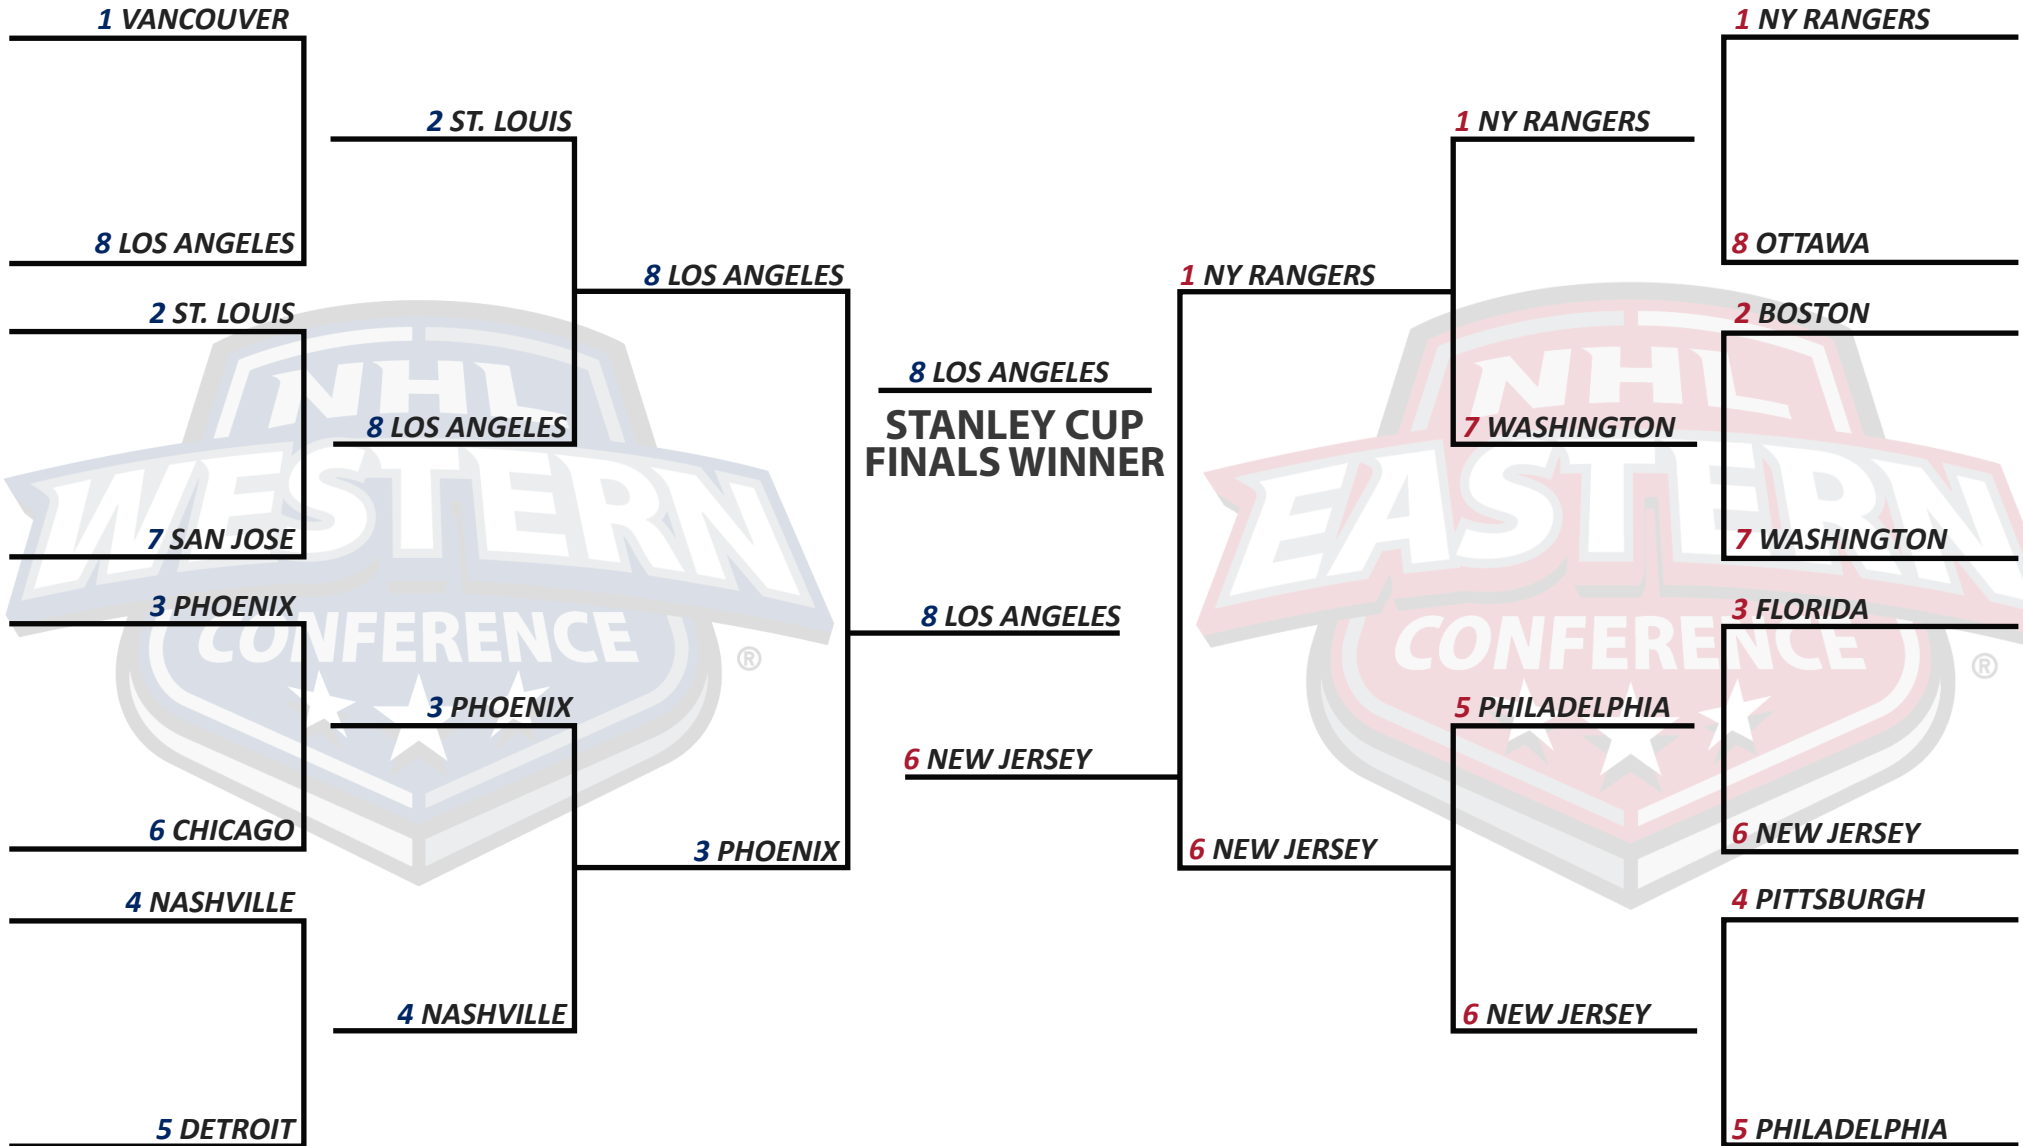 1 VANCOUVER
8 LOS ANGELES
2 ST. LOUIS
7 SAN JOSE
3 PHOENIX
6 CHICAGO
4 NASHVILLE
5 DETROIT
2 ST. LOUIS
8 LOS ANGELES
3 PHOENIX
4 NASHVILLE
8 LOS ANGELES
3 PHOENIX
8 LOS ANGELES
STANLEY CUP
FINALS WINNER
8 LOS ANGELES
6 NEW JERSEY
1 NY RANGERS
6 NEW JERSEY
1 NY RANGERS
7 WASHINGTON
5 PHILADELPHIA
6 NEW JERSEY
1 NY RANGERS
8 OTTAWA
2 BOSTON
7 WASHINGTON
3 FLORIDA
6 NEW JERSEY
4 PITTSBURGH
5 PHILADELPHIA
NHL
WESTERN
CONFERENCE
®
NHL
EASTERN
CONFERENCE
®